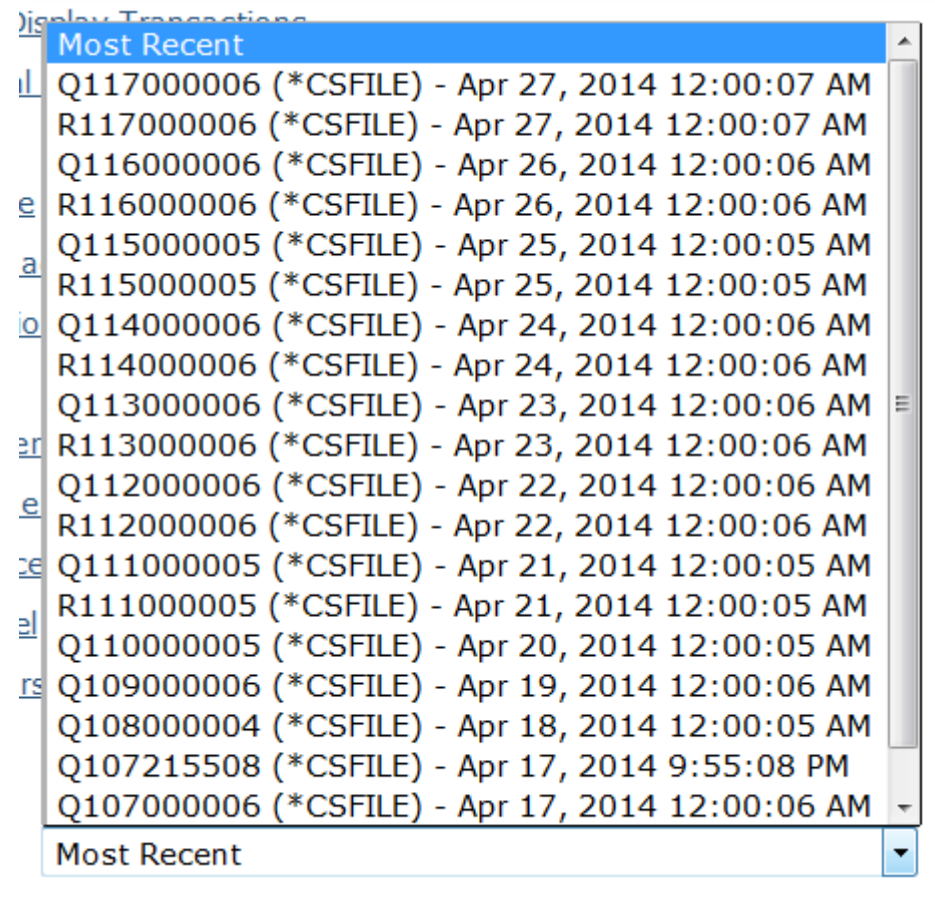 Display Transactions
Most Recent
Q117000006 (*CSFILE) - Apr 27, 2014 12:00:07 AM
R117000006 (*CSFILE) - Apr 27, 2014 12:00:07 AM
Q116000006 (*CSFILE) - Apr 26, 2014 12:00:06 AM
R116000006 (*CSFILE) - Apr 26, 2014 12:00:06 AM
Q115000005 (*CSFILE) - Apr 25, 2014 12:00:05 AM
R115000005 (*CSFILE) - Apr 25, 2014 12:00:05 AM
Q114000006 (*CSFILE) - Apr 24, 2014 12:00:06 AM
R114000006 (*CSFILE) - Apr 24, 2014 12:00:06 AM
Q113000006 (*CSFILE) - Apr 23, 2014 12:00:06 AM
R113000006 (*CSFILE) - Apr 23, 2014 12:00:06 AM
Q112000006 (*CSFILE) - Apr 22, 2014 12:00:06 AM
R112000006 (*CSFILE) - Apr 22, 2014 12:00:06 AM
Q111000005 (*CSFILE) - Apr 21, 2014 12:00:05 AM
R111000005 (*CSFILE) - Apr 21, 2014 12:00:05 AM
Q110000005 (*CSFILE) - Apr 20, 2014 12:00:05 AM
Q109000006 (*CSFILE) - Apr 19, 2014 12:00:06 AM
Q108000004 (*CSFILE) - Apr 18, 2014 12:00:05 AM
Q107215508 (*CSFILE) - Apr 17, 2014 9:55:08 PM
Q107000006 (*CSFILE) - Apr 17, 2014 12:00:06 AM
Most Recent